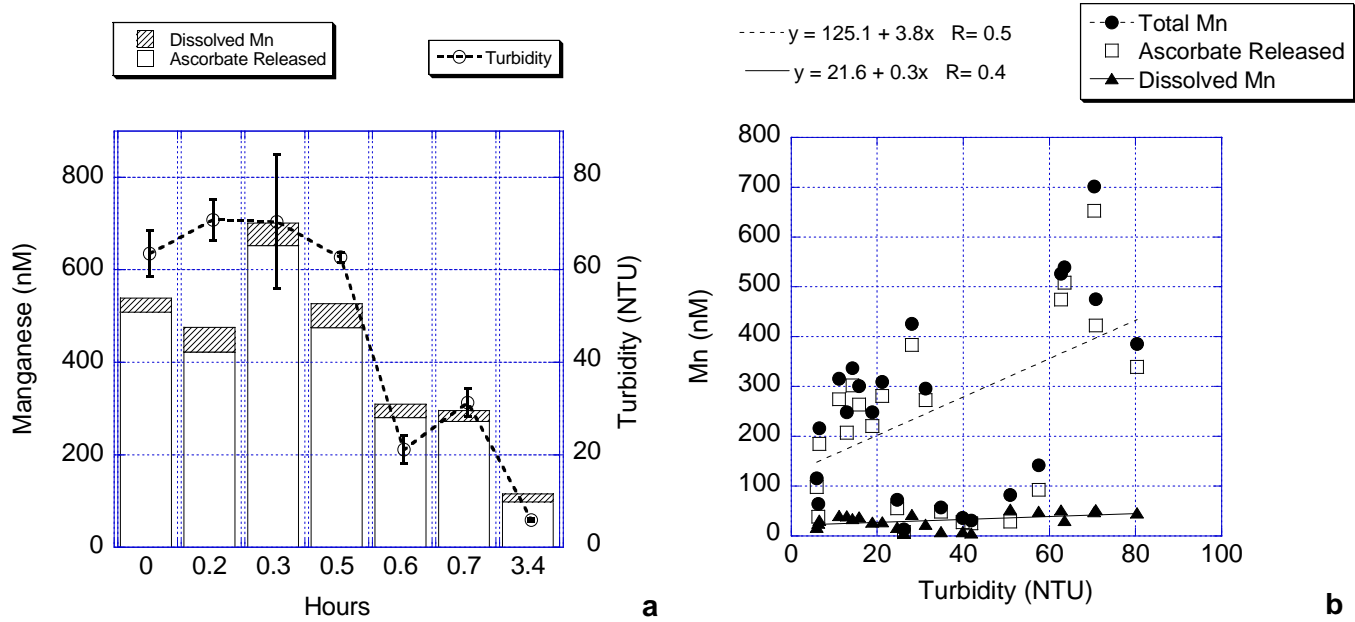 Dissolved Mn
Ascorbate Released
Turbidity
Manganese (nM)
800
600
400
200
0
80
60
40
20
0
Turbidity (NTU)
0 0.2 0.3 0.5 0.6 0.7 3.4
Hours
a
y = 125.1 + 3.8x R= 0.5
y = 21.6 + 0.3x R= 0.4
Total Mn
Ascorbate Released
Dissolved Mn
Mn (nM)
800
700
600
500
400
300
200
100
0
0 20 40 60 80 100
Turbidity (NTU)
b